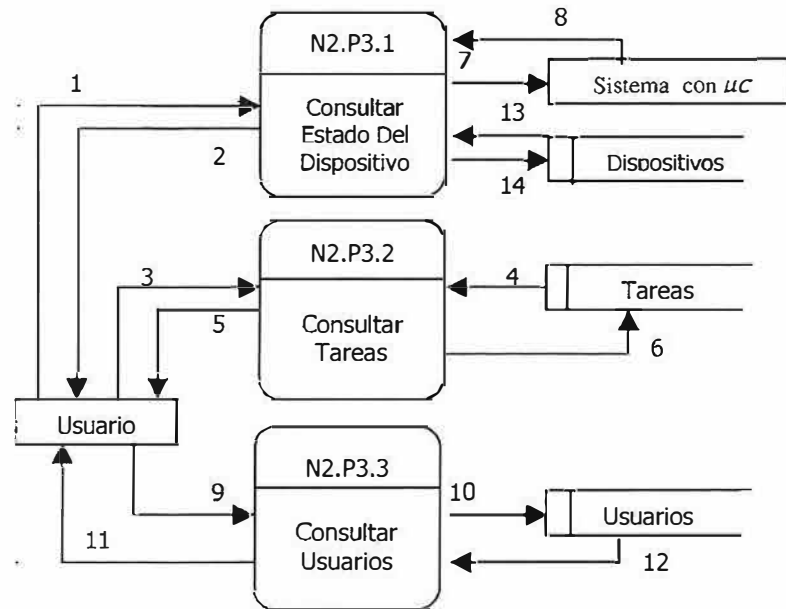 8
N2.P3.1
7
Sistema con μC
1
Consultar
Estado Del
Dispositivo
13
2
Dispositivos
14
N2.P3.2
3
4
Tareas
5
Consultar
Tareas
6
Usuario
N2.P3.3
9
10
Usuarios
Consultar
Usuarios
11
12